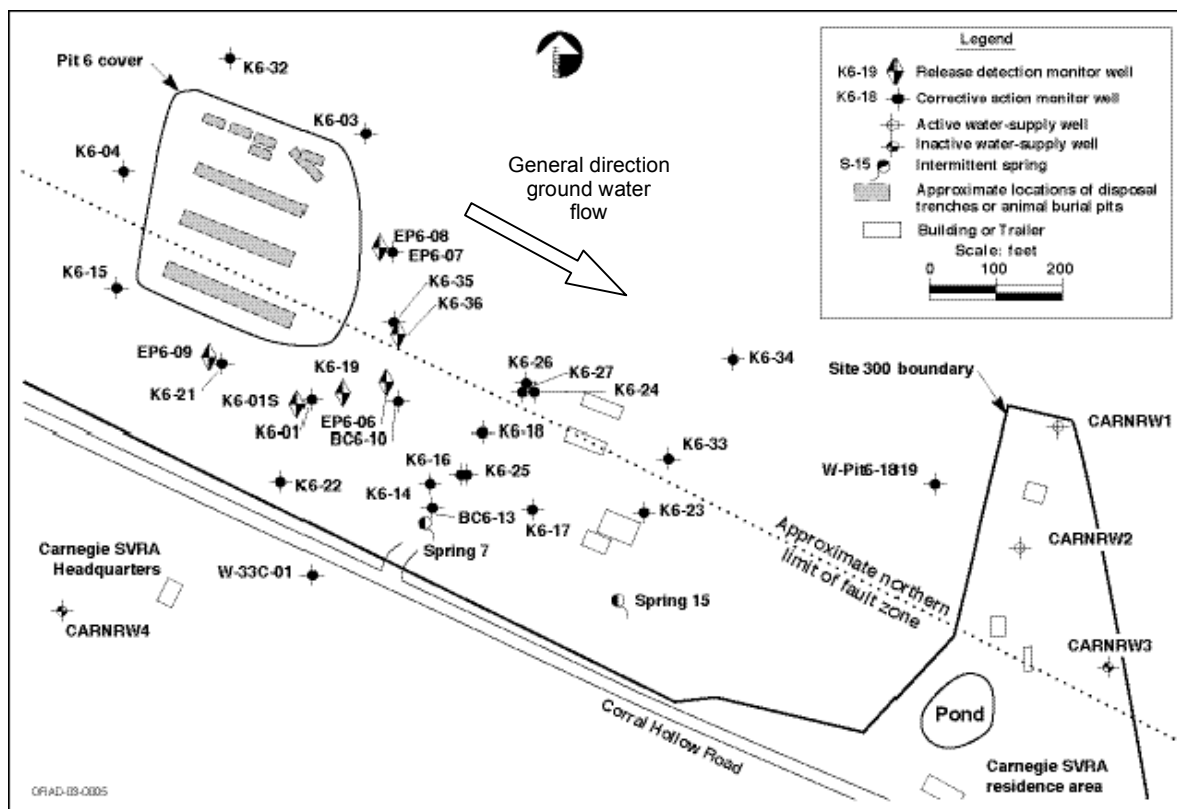 Pit 6 cover
K6-32
K6-03
K6-04
General direction
ground water
flow
EP6-08
EP6-07
K6-15
K6-35
K6-36
EP6-09
K6-21
K6-19
K6-01S
K6-01
EP6-06
BC6-10
K6-26
K6-27
K6-24
K6-34
K6-18
K6-33
K6-16
K6-25
K6-22
K6-14
BC6-13
K6-17
K6-23
Spring 7
W-33C-01
Carnegie SVRA
Headquarters
CARNRW4
Spring 15
Approximate northern
limit of fault zone
Site 300 boundary
CARNRW1
W-Pit6-1819
CARNRW2
CARNRW3
Pond
Corral Hollow Road
Carnegie SVRA
residence area
Legend
K6-19 Release detection monitor well
K6-18 Corrective action monitor well
Active water-supply well
Inactive water-supply well
S-15 Intermittent spring
Approximate locations of disposal
trenches or animal burial pits
Building or Trailer
Scale: feet
0 100 200